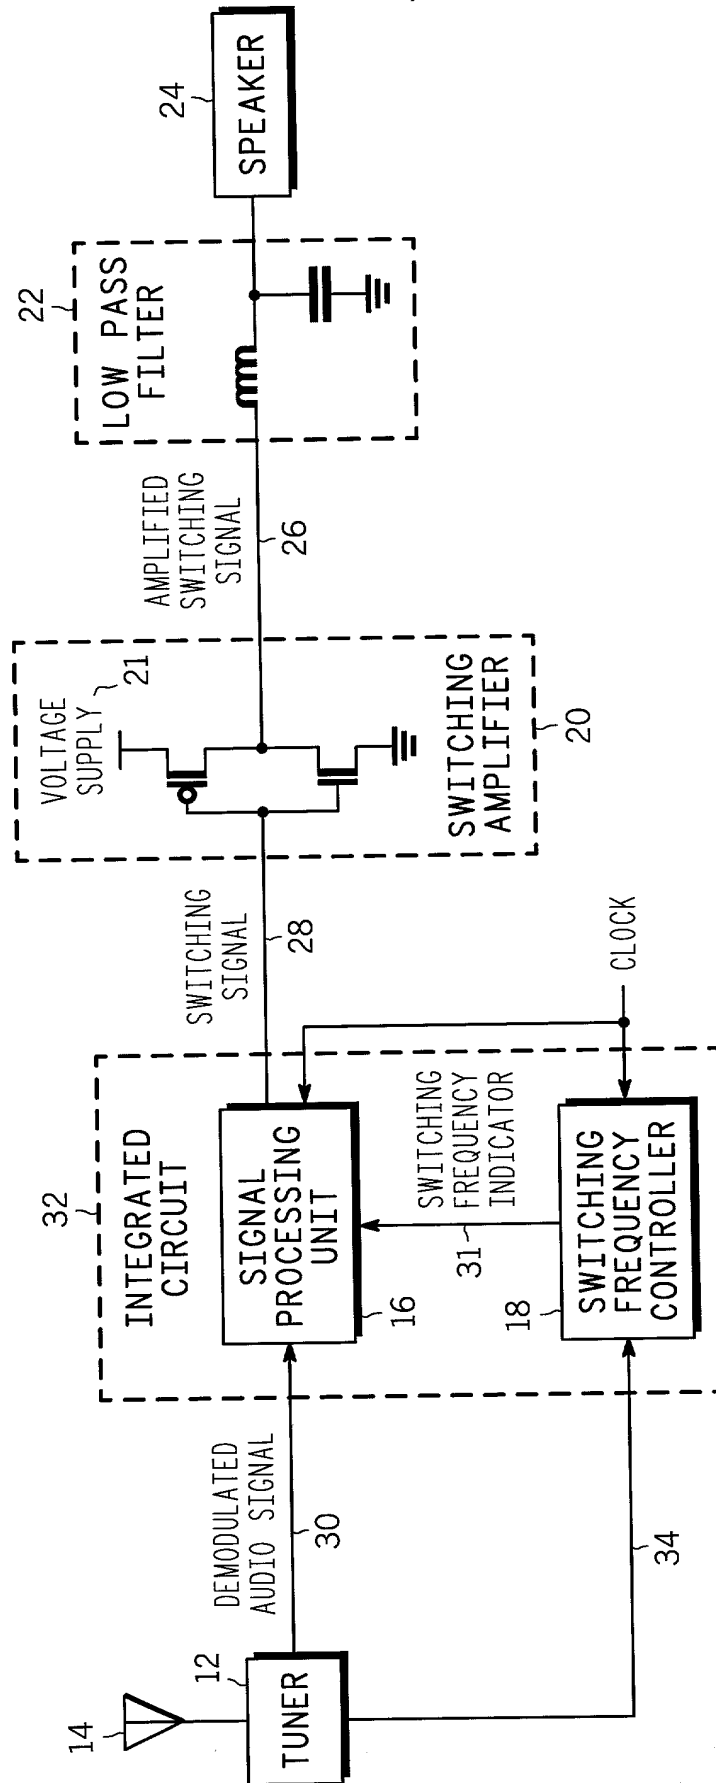 14
12
TUNER
DEMODULATED
AUDIO SIGNAL
30
34
32
INTEGRATED
CIRCUIT
SIGNAL
PROCESSING
UNIT
16
SWITCHING
FREQUENCY
INDICATOR
31
18
SWITCHING
FREQUENCY
CONTROLLER
CLOCK
SWITCHING
SIGNAL
28
VOLTAGE
SUPPLY
21
SWITCHING
AMPLIFIER
20
AMPLIFIED
SWITCHING
SIGNAL
26
22
LOW PASS
FILTER
24
SPEAKER